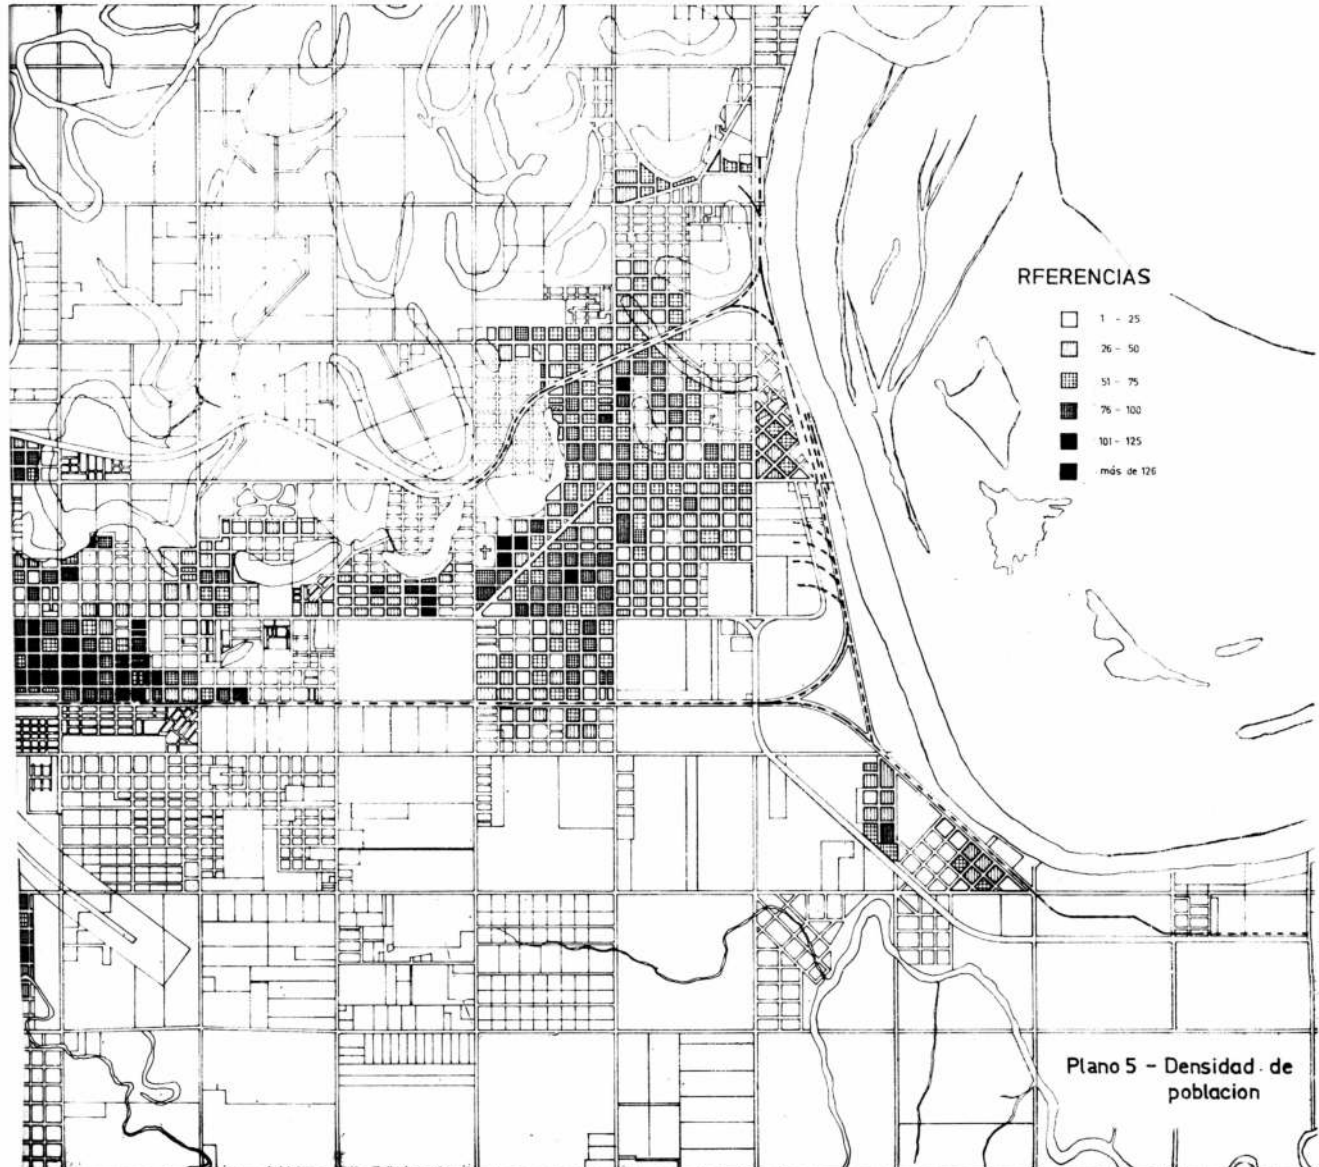 RFERENCIAS
1 - 25
26 - 50
51 - 75
76 - 100
101 - 125
más de 126
Plano 5 - Densidad de
poblacion